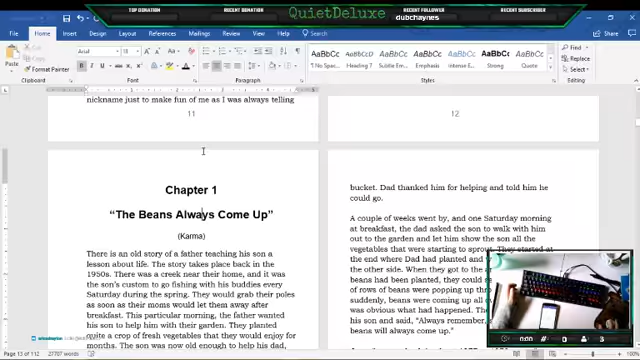 TOP DONATION
RECENT DONATION
QuietDeluxe
RECENT FOLLOWER
RECENT SUBSCRIBER
dubchaynes
File Home Insert Design Layout References Mailings Review View Help
Cut
Copy
Paste
Format Painter
Clipboard
Arial 18
Font
Paragraph
AaBbCc AaBbCcD AaBbCc AaBbCc AaBbCc AaBbCc AaBbCc
Emphasis Heading 7 Subtle Em... Emphasis Intense Em... Strong
Styles
Find
Replace
Select
Editing
nickname just to make fun of me as I was always telling
11
12
Chapter 1
“The Beans Always Come Up”
(Karma)
There is an old story of a father teaching his son a
lesson about life. The story takes place back in the
1950s. There was a creek near their home, and it was
the son's custom to go fishing with his buddies every
Saturday during the spring. They would grab their poles
as soon as their moms would let them away after
breakfast. This particular morning, the father wanted
his son to help him with their garden. They planted
quite a crop of fresh vegetables that they would enjoy for
months. The son was now old enough to help his dad,
bucket. Dad thanked him for helping and told him he
could go.
A couple of weeks went by, and one Saturday morning
at breakfast, the dad asked the son to walk with him
out to the garden and let him show the son all the
vegetables that were starting to sprout. They started at
the end where Dad had planted and
the other side. When they got to the
beans had been planted, they could
of rows of beans were popping up
suddenly, beans were coming up all
was obvious what had happened. The
his son and said, “Always remember,
beans will always come up.”
0:00
0
3
Page 13 of 112 27707 words
100%